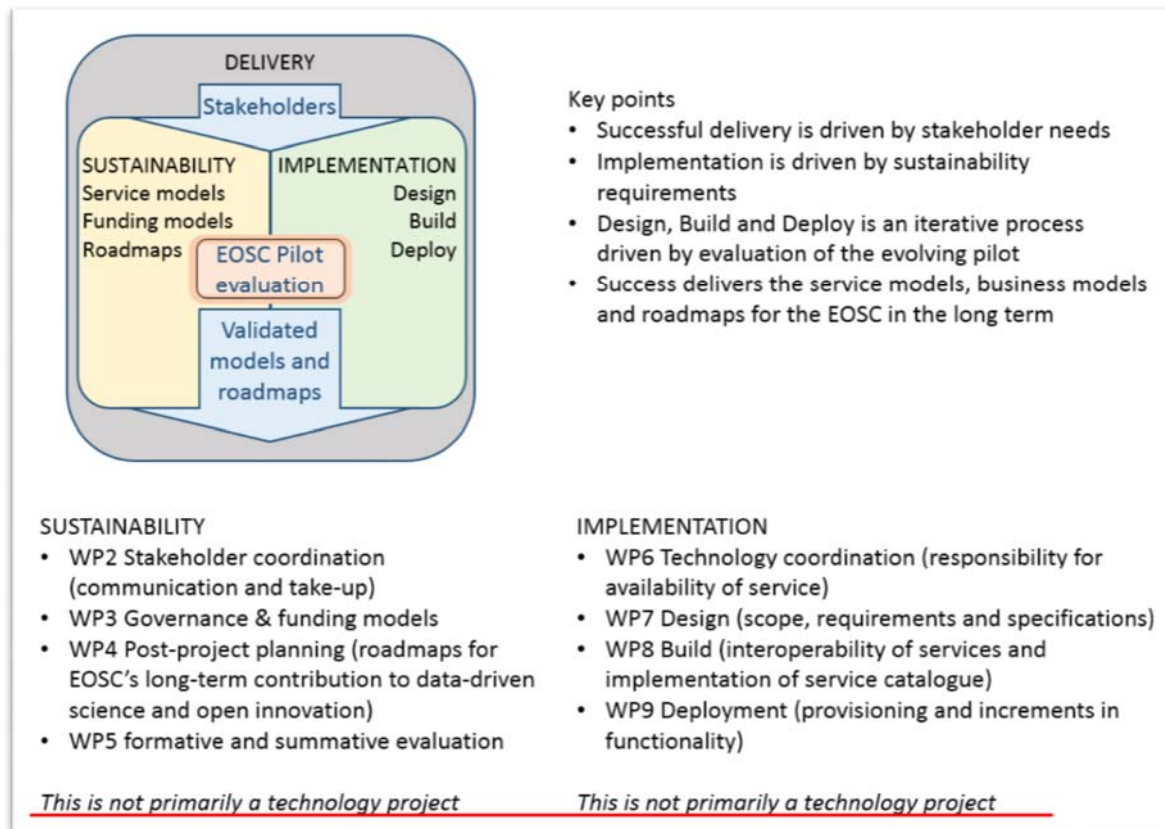 DELIVERY
Stakeholders
SUSTAINABILITY
Service models
Funding models
Roadmaps
IMPLEMENTATION
Design
Build
Deploy
EOSC Pilot
evaluation
Validated
models and
roadmaps
Key points
• Successful delivery is driven by stakeholder needs
• Implementation is driven by sustainability
requirements
• Design, Build and Deploy is an iterative process
driven by evaluation of the evolving pilot
• Success delivers the service models, business models
and roadmaps for the EOSC in the long term
SUSTAINABILITY
• WP2 Stakeholder coordination
(communication and take-up)
• WP3 Governance & funding models
• WP4 Post-project planning (roadmaps for
EOSC's long-term contribution to data-driven
science and open innovation)
• WP5 formative and summative evaluation
This is not primarily a technology project
IMPLEMENTATION
• WP6 Technology coordination (responsibility for
availability of service)
• WP7 Design (scope, requirements and specifications)
• WP8 Build (interoperability of services and
implementation of service catalogue)
• WP9 Deployment (provisioning and increments in
functionality)
This is not primarily a technology project